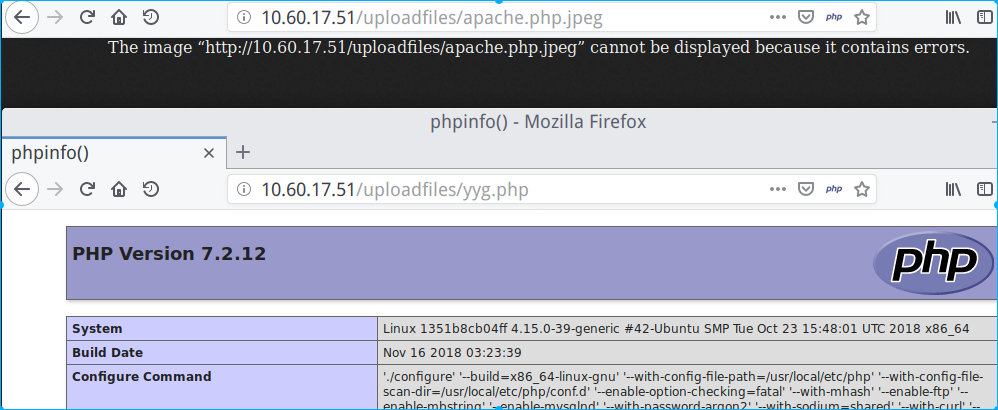 10.60.17.51/uploadfiles/apache.php.jpeg php
The image “http://10.60.17.51/uploadfiles/apache.php.jpeg” cannot be displayed because it contains errors.
phpinfo() - Mozilla Firefox
phpinfo()
10.60.17.51/uploadfiles/yyg.php php
PHP Version 7.2.12 php
System Linux 1351b8cb04ff 4.15.0-39-generic #42-Ubuntu SMP Tue Oct 23 15:48:01 UTC 2018 x86_64
Build Date Nov 16 2018 03:23:39
Configure Command './configure' '--build=x86_64-linux-gnu' '--with-config-file-path=/usr/local/etc/php' '--with-config-file-
scan-dir=/usr/local/etc/php/conf.d' '--enable-option-checking=fatal' '--with-mhash' '--enable-ftp' '--
enable-mbstring' '--enable-mysqlnd' '--with-password-argon2' '--with-sodium=shared' '--with-curl' '--